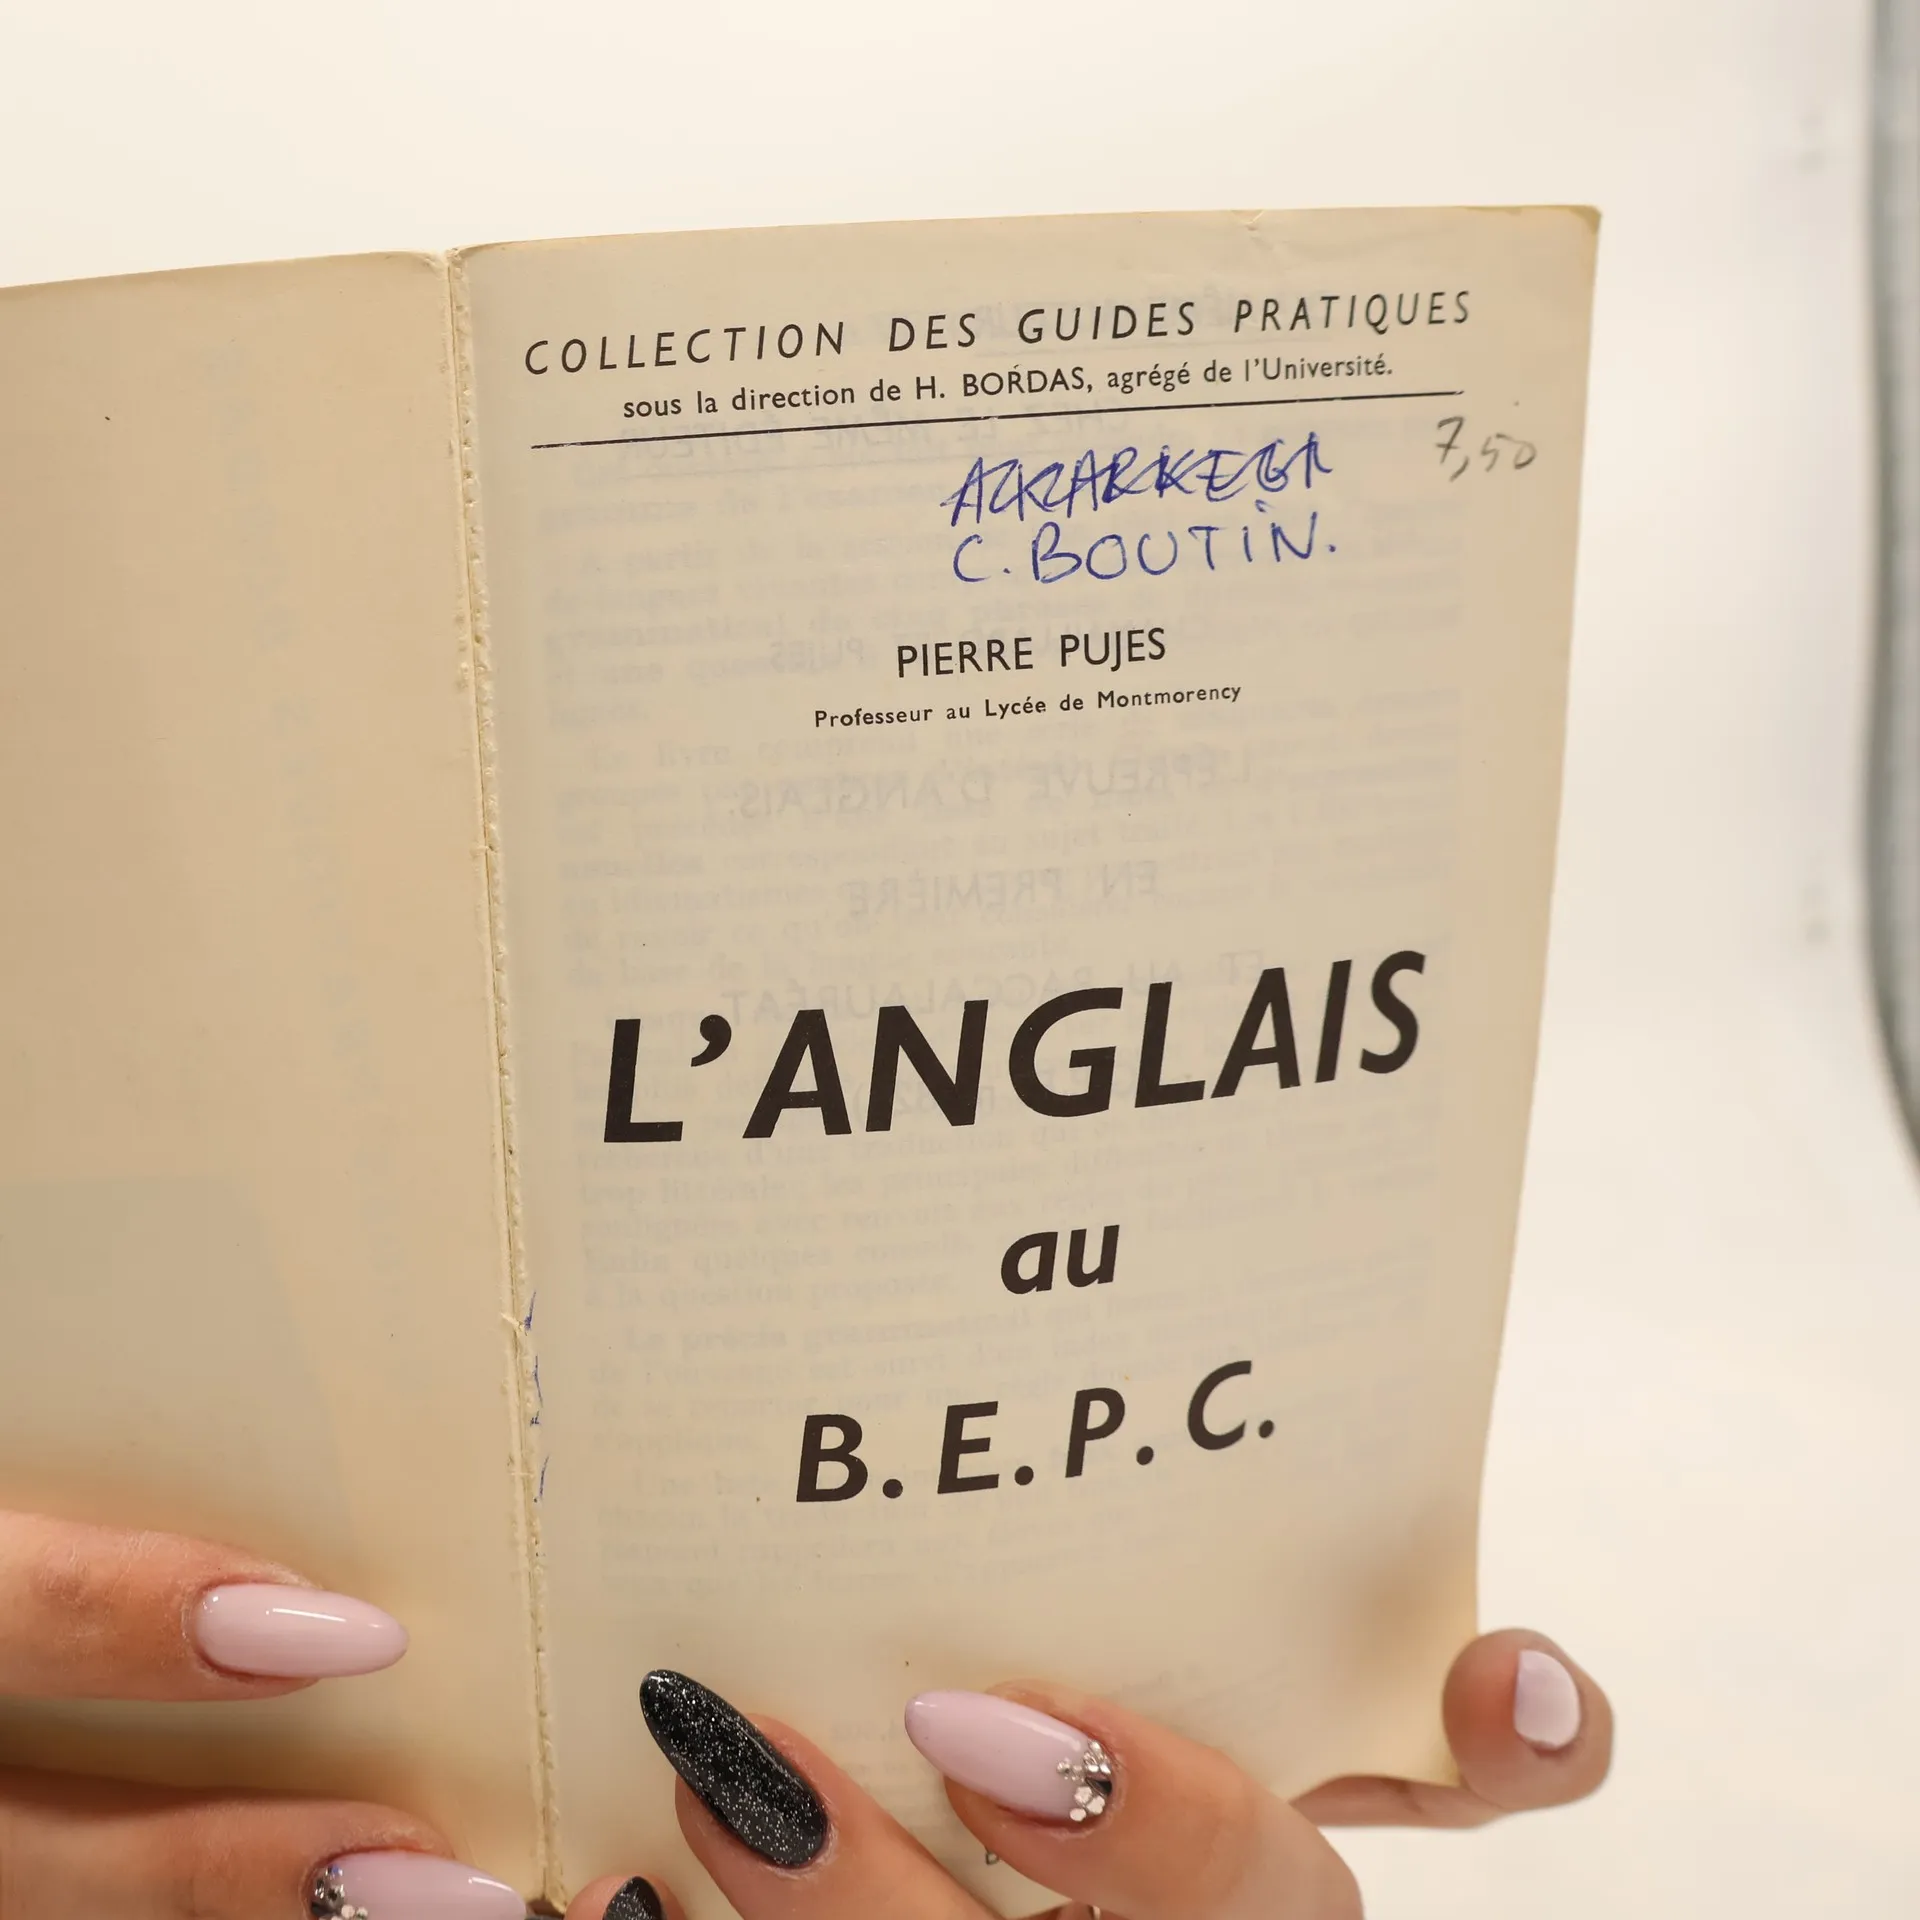 COLLECTION DES GUIDES PRATIQUES
sous la direction de H. BORDAS, agrégé de l'Université.
7,50
C. BOUTIN.
PIERRE PUJES
Professeur au Lycée de Montmorency
L'ANGLAIS
au
B.E.P.C.